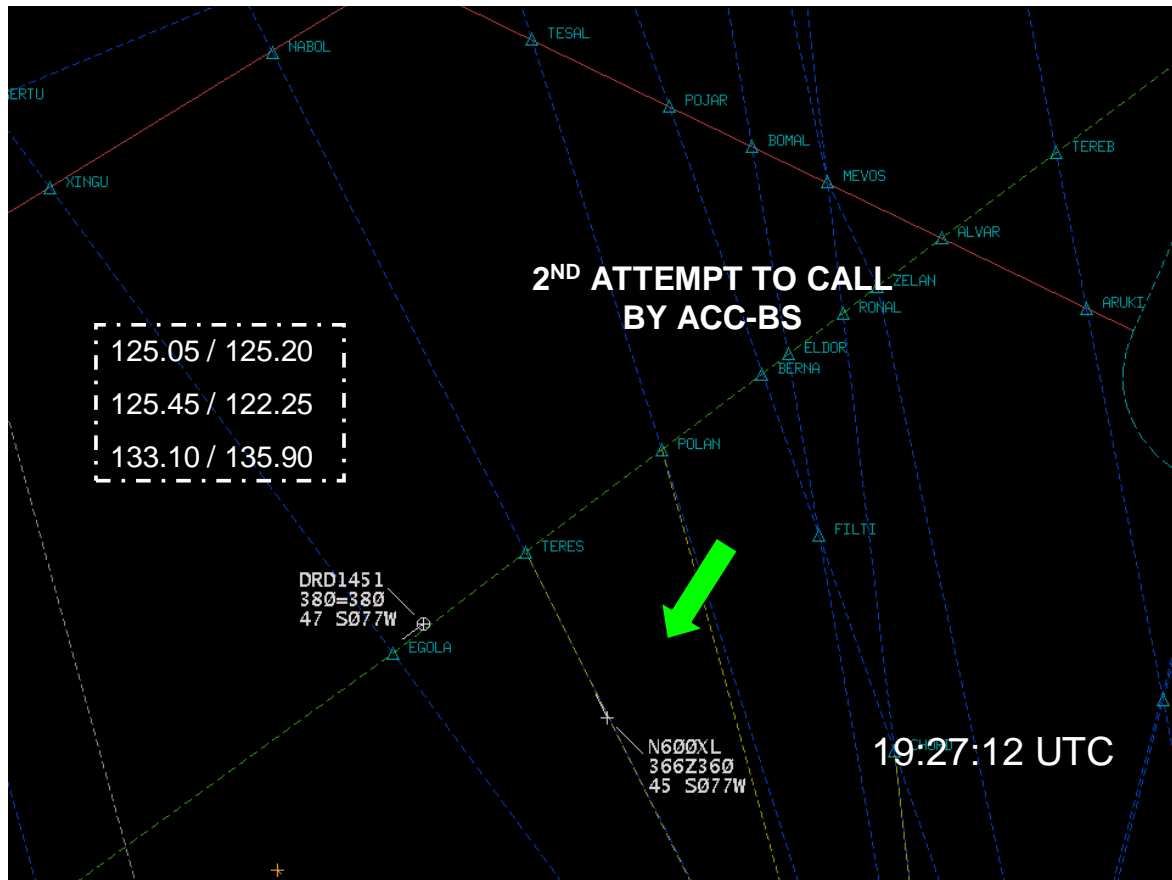 TESAL
NABOL
ERTU
POJAR
BOMAL
TEREB
XINGU
MEVOS
ALVAR
2ND ATTEMPT TO CALL
BY ACC-BS
ZELAN
ARUKI
RONAL
125.05 / 125.20
ELDOR
BERNA
125.45 / 122.25
POLAN
133.10 / 135.90
FILTI
TERES
DRD1451
380=380
47 S077W
EGOLA
N600XL
366Z360
45 S077W
19:27:12 UTC